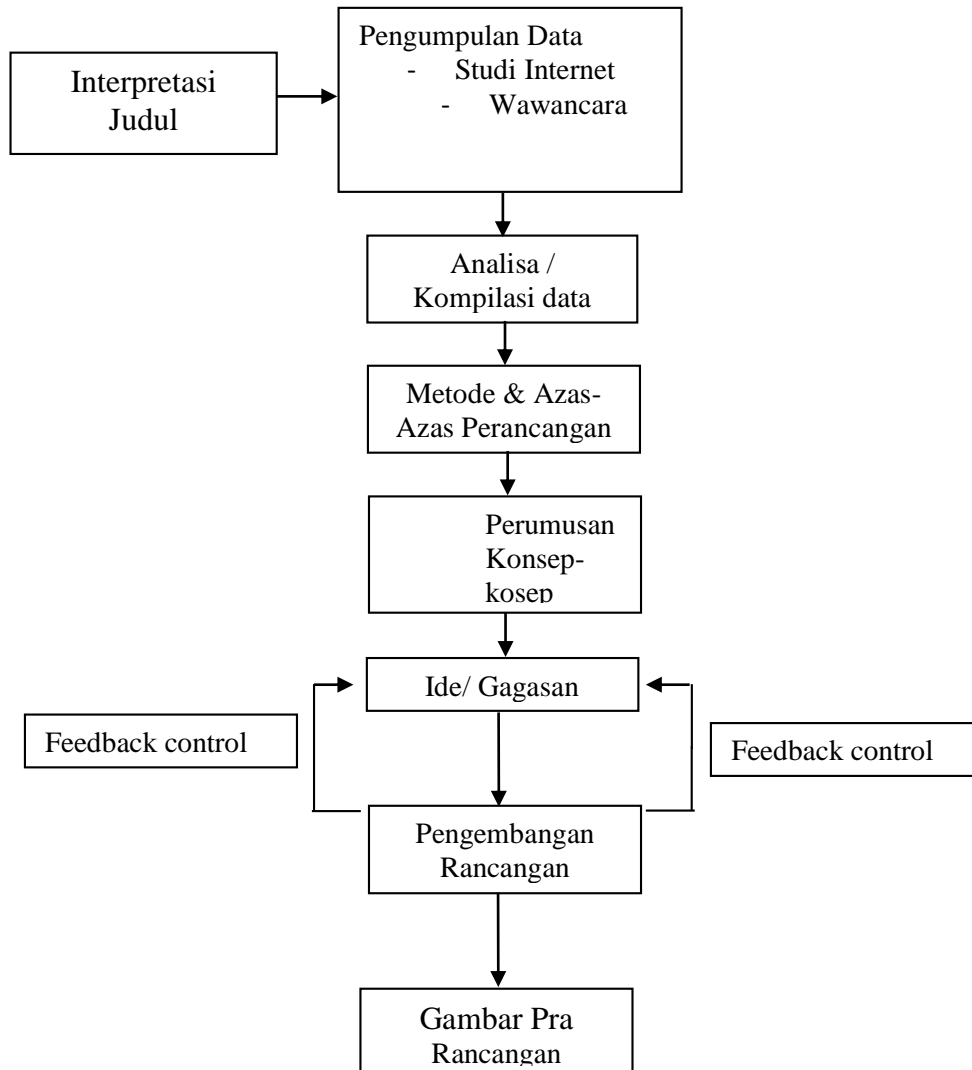 Interpretasi
Judul
Pengumpulan Data
- Studi Internet
- Wawancara
Analisa /
Kompilasi data
Metode & Azas-
Azas Perancangan
Perumusan
Konsep-
kosep
Ide/ Gagasan
Feedback control
Feedback control
Pengembangan
Rancangan
Gambar Pra
Rancangan